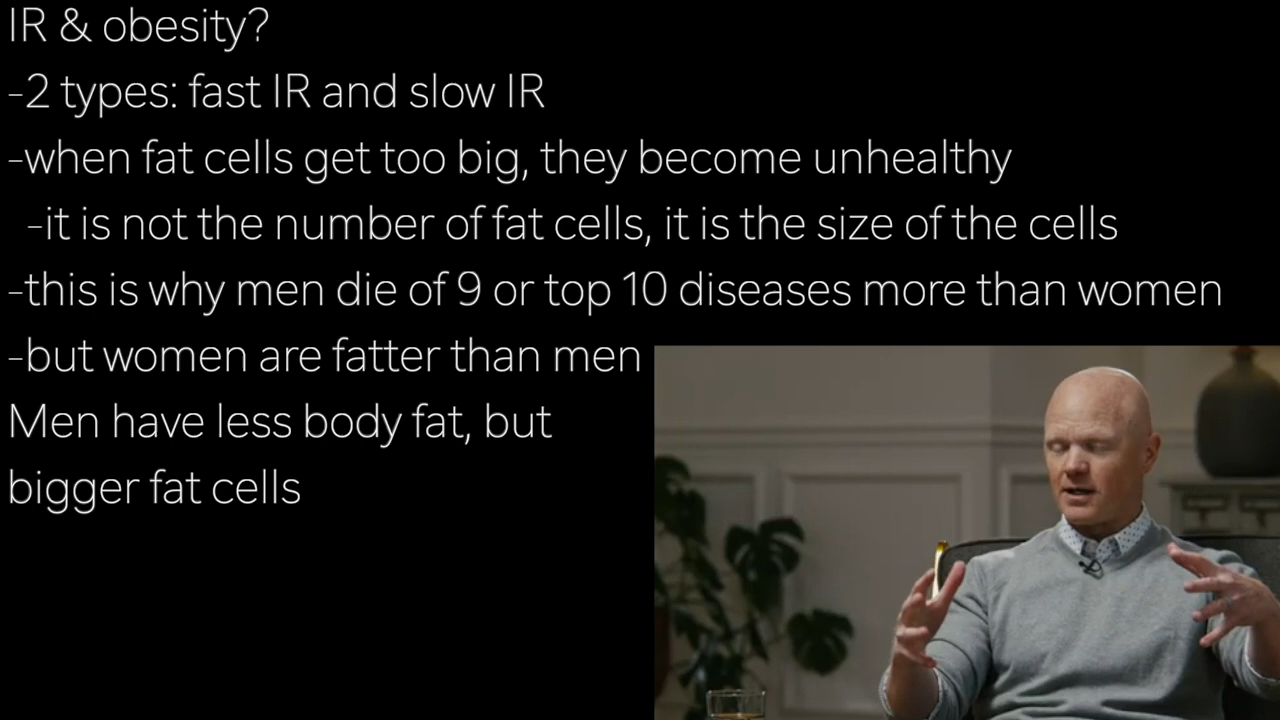 IR & obesity?
-2 types: fast IR and slow IR
-when fat cells get too big, they become unhealthy
-it is not the number of fat cells, it is the size of the cells
-this is why men die of 9 or top 10 diseases more than women
-but women are fatter than men
Men have less body fat, but
bigger fat cells